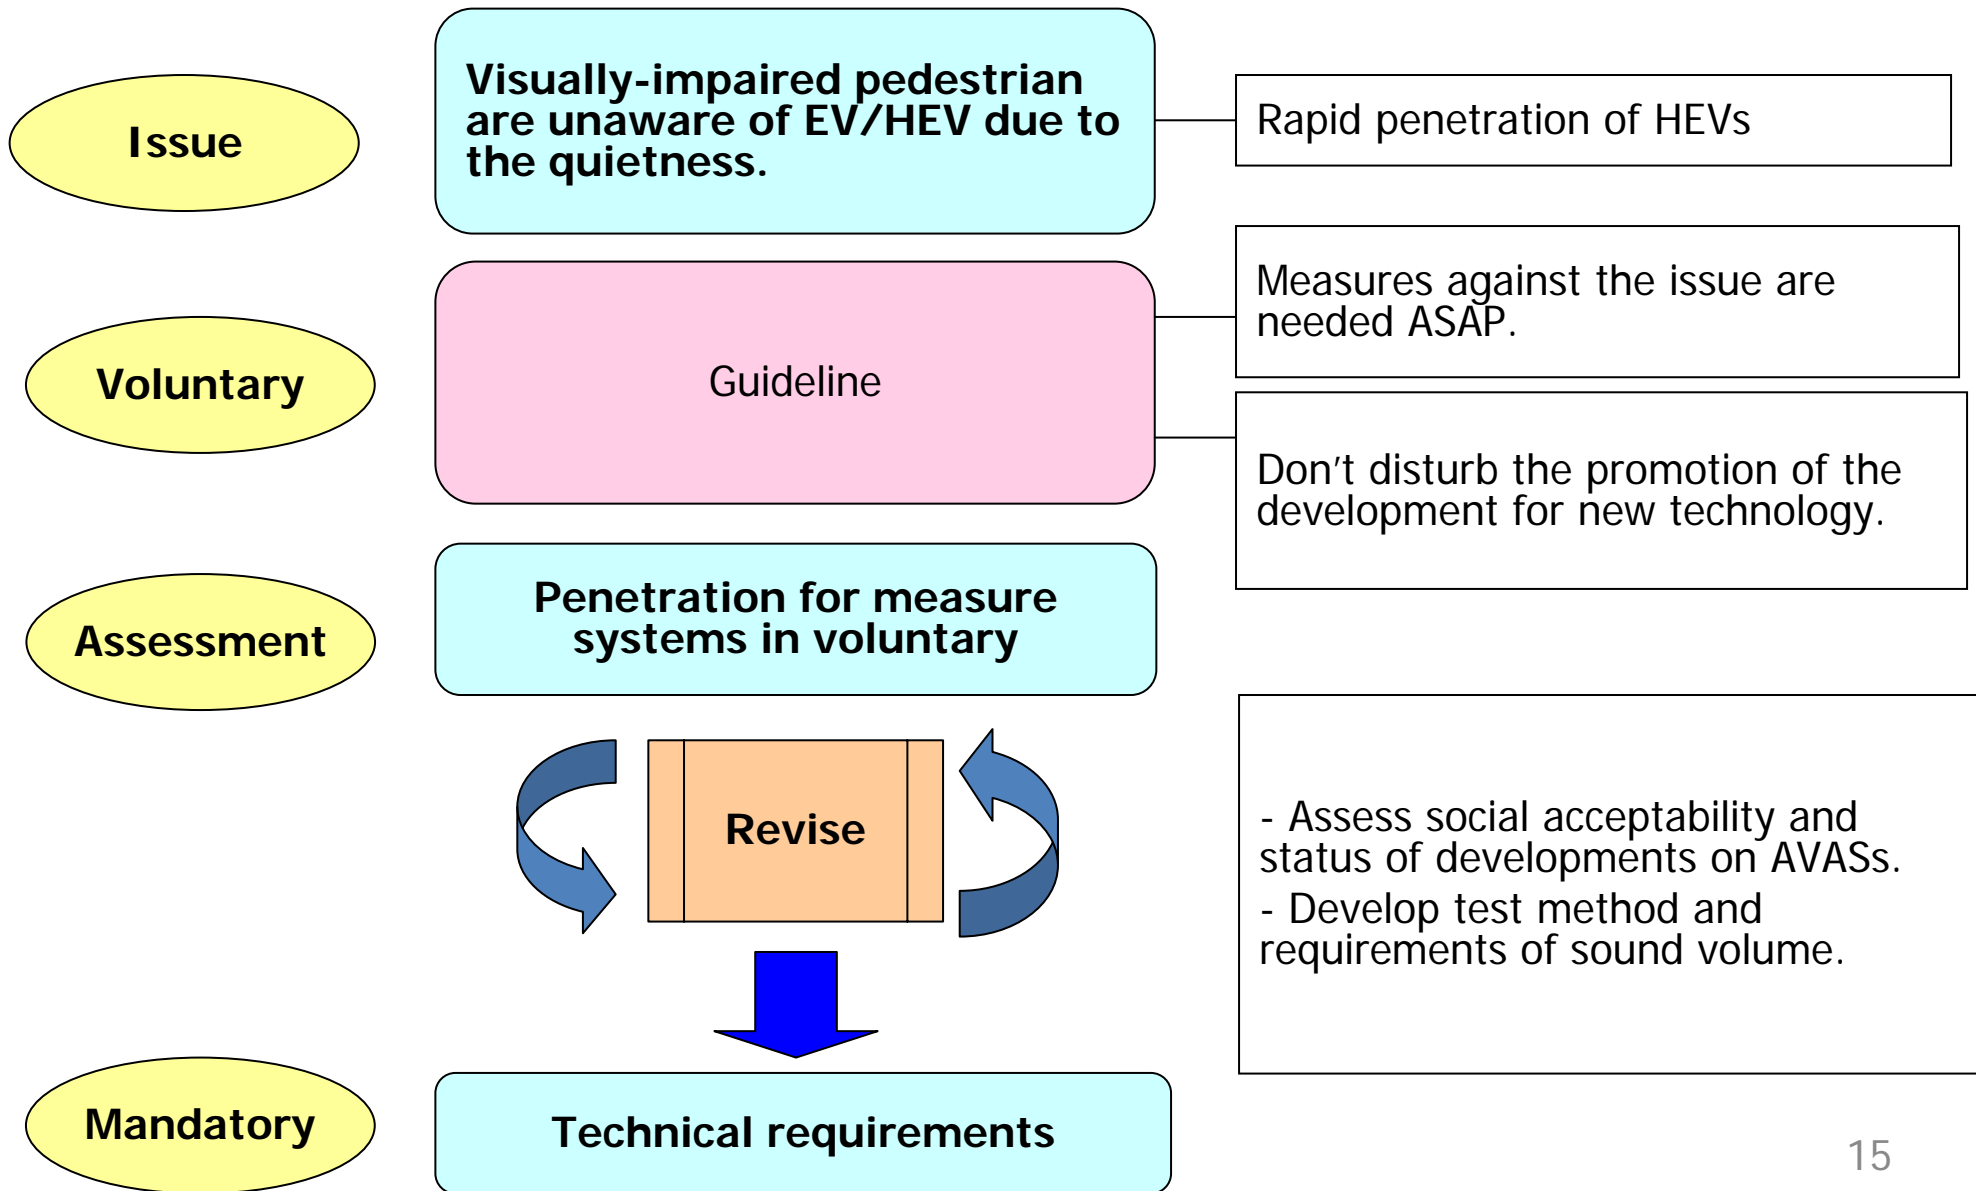 Issue
Visually-impaired pedestrian
are unaware of EV/HEV due to
the quietness.
Rapid penetration of HEVs
Voluntary
Guideline
Measures against the issue are
needed ASAP.
Don't disturb the promotion of the
development for new technology.
Assessment
Penetration for measure
systems in voluntary
Revise
- Assess social acceptability and
status of developments on AVASs.
- Develop test method and
requirements of sound volume.
Mandatory
Technical requirements
15